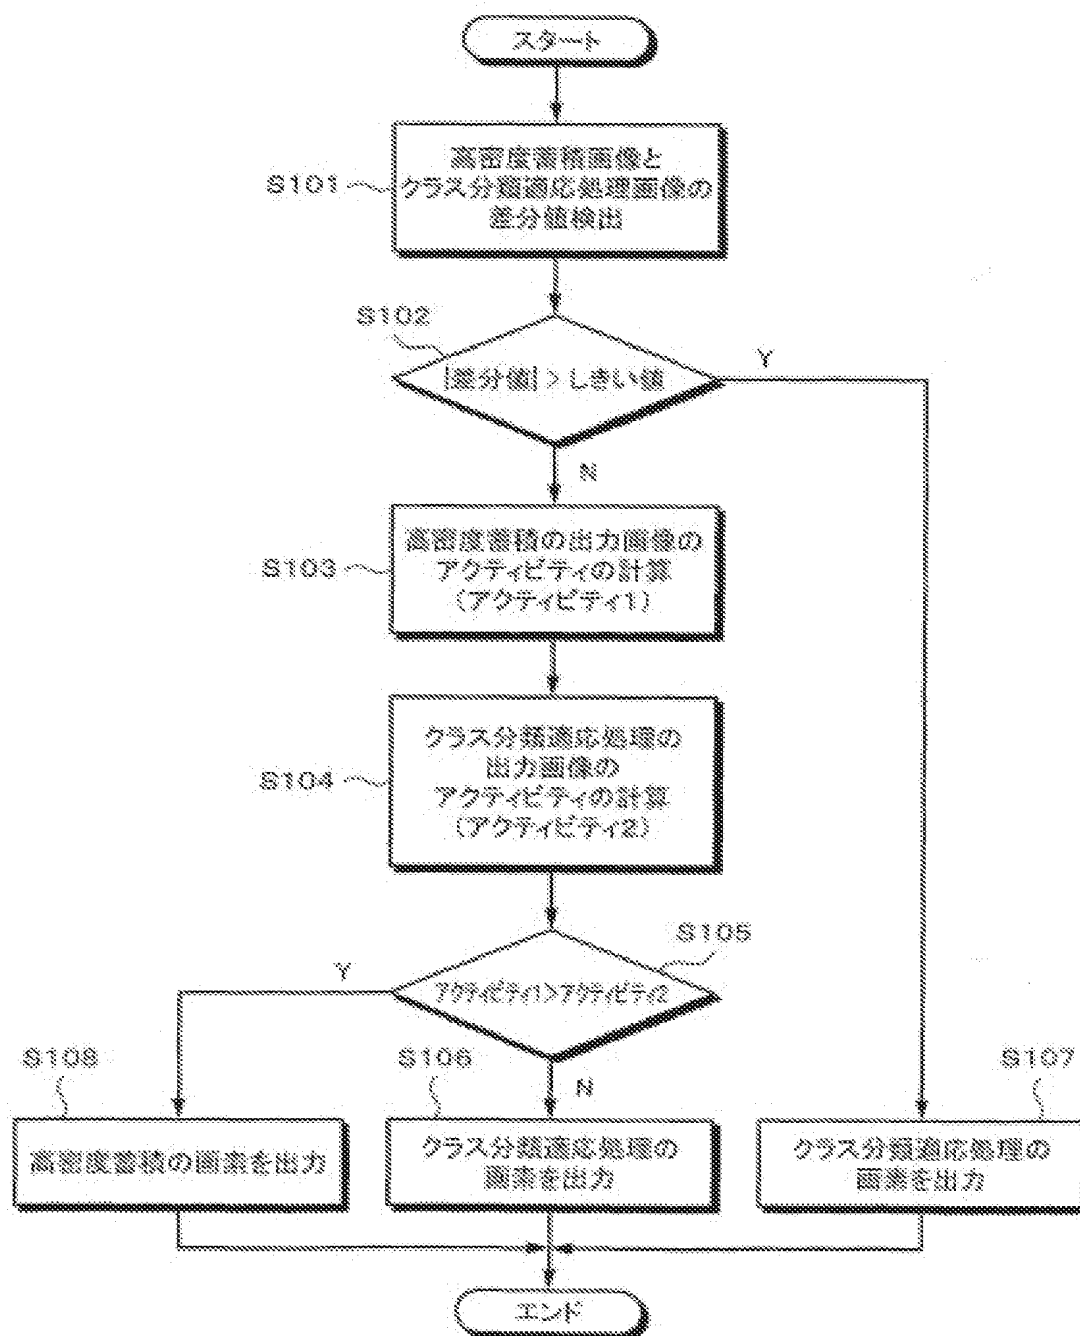 スタート
高密度蓄積画像と
S101
クラス分類適応処理画像の
差分値検出
S102
|差分値| > しきい値
Y
N
高密度蓄積の出力画像の
S103
アクティビティの計算
(アクティビティ1)
クラス分類適応処理の
出力画像の
S104
アクティビティの計算
(アクティビティ2)
S105
アクティビティ1>アクティビティ2
Y
N
S108
高密度蓄積の画素を出力
S106
クラス分類適応処理の
画素を出力
S107
クラス分類適応処理の
画素を出力
エンド